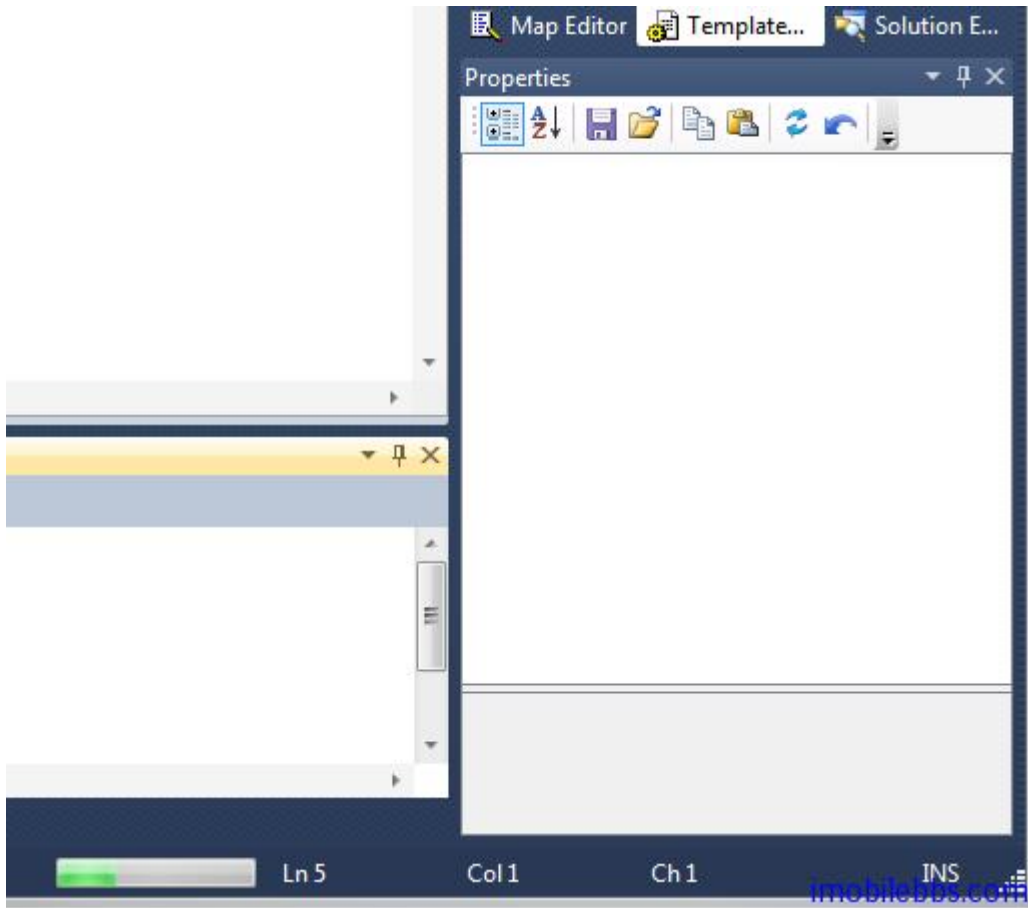 Map Editor Template... Solution E...
Properties
Ln 5 Col 1 Ch 1 INS
imobilebbs.com